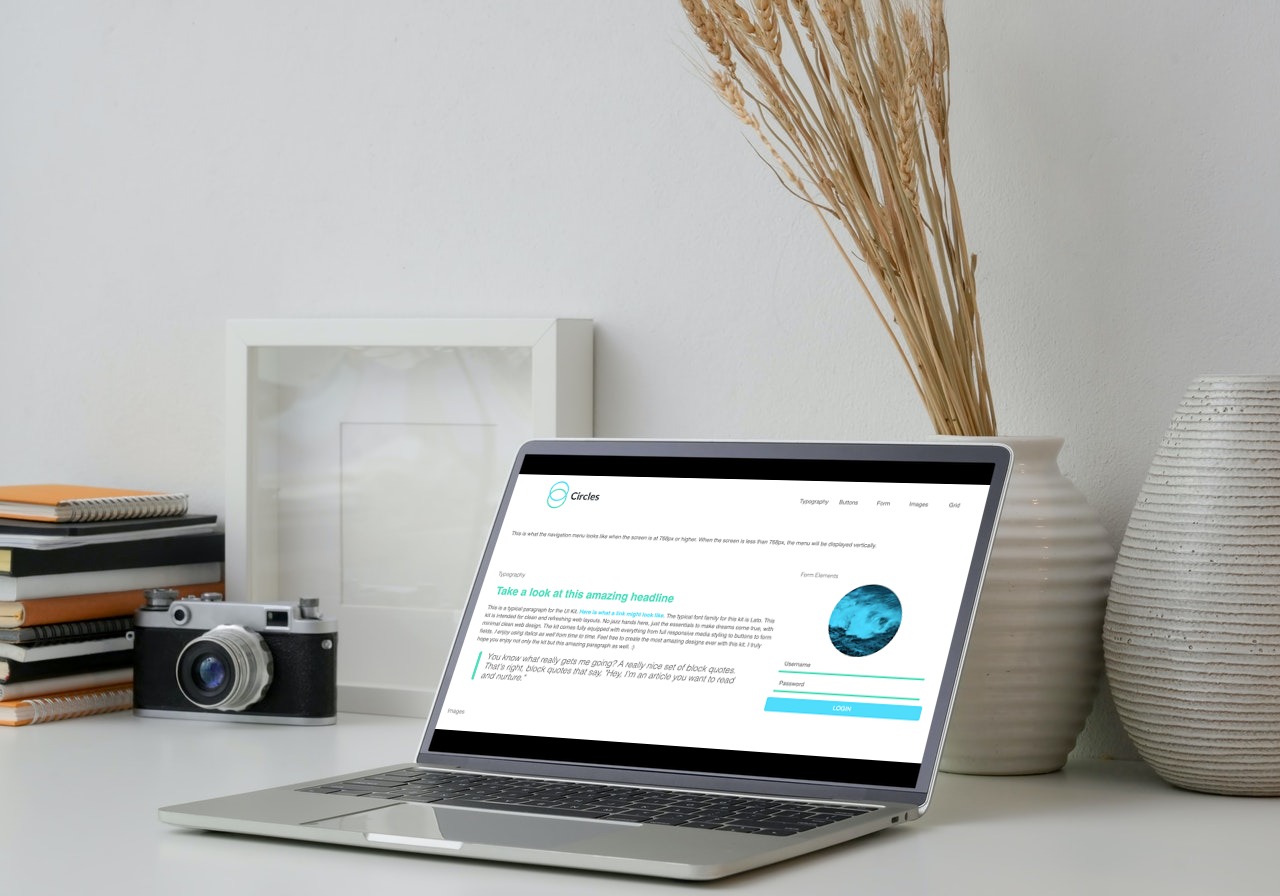 Circles
Typography Buttons Form Images Grid
This is what the navigation menu looks like when the screen is at 768px or higher. When the screen is less than 768px, the menu will be displayed vertically.
Typography
Take a look at this amazing headline
This is a typical paragraph for the UI Kit. Here is what a link might look like. The typical font family for this kit is Lato. This
kit is intended for clean and refreshing web layouts. No jazz hands here, just the essentials to make dreams come true, with
minimal clean web design. The kit comes fully equipped with everything from full responsive media styling to buttons to form
fields. I enjoy using italics as well from time to time. Feel free to create the most amazing designs ever with this kit. I truly
hope you enjoy not only the kit but this amazing paragraph as well. :)
You know what really gets me going? A really nice set of block quotes.
That's right, block quotes that say, "Hey, I'm an article you want to read
and nurture."
Images
Form Elements
Username
Password
LOGIN